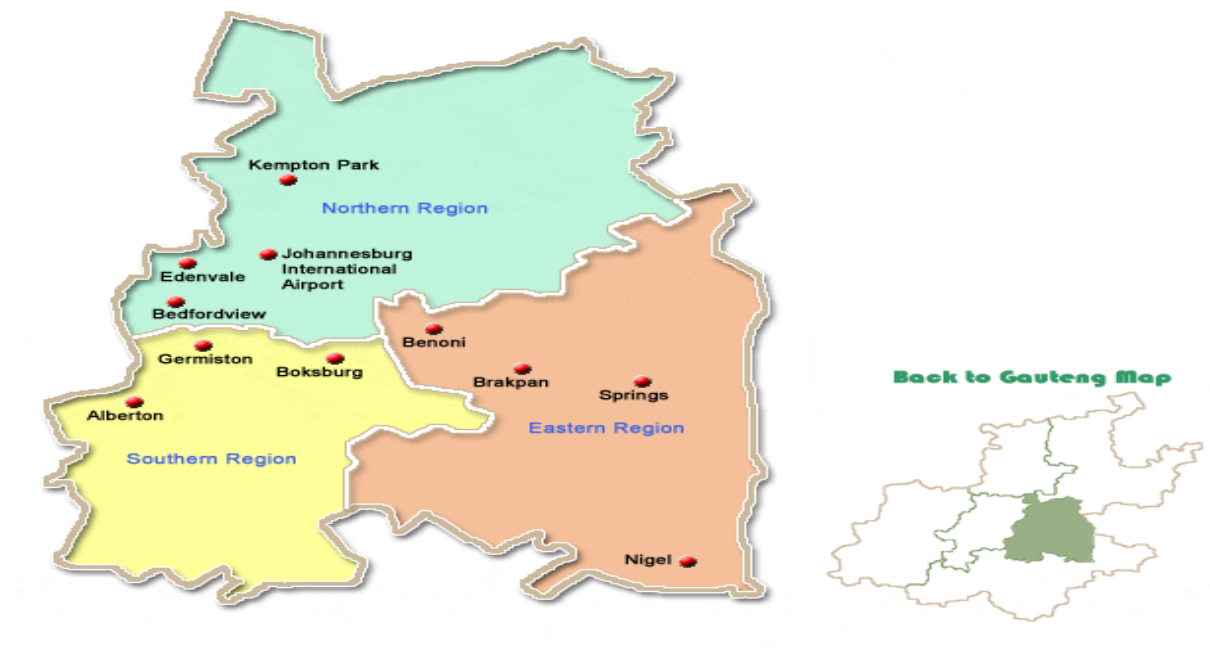 Kempton Park
Northern Region
Johannesburg
International
Airport
Edenvale
Bedfordview
Germiston
Boksburg
Benoni
Brakpan
Springs
Back to Gauteng Map
Alberton
Eastern Region
Southern Region
Nigel